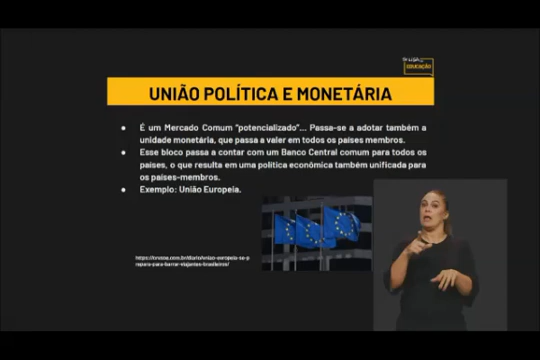 EDUCAÇÃO
UNIÃO POLÍTICA E MONETÁRIA
● É um Mercado Comum "potencializado"... Passa-se a adotar também a
unidade monetária, que passa a valer em todos os países membros.
● Esse bloco passa a contar com um Banco Central comum para todos os
países, o que resulta em uma política econômica também unificada para
os países-membros.
● Exemplo: União Europeia.